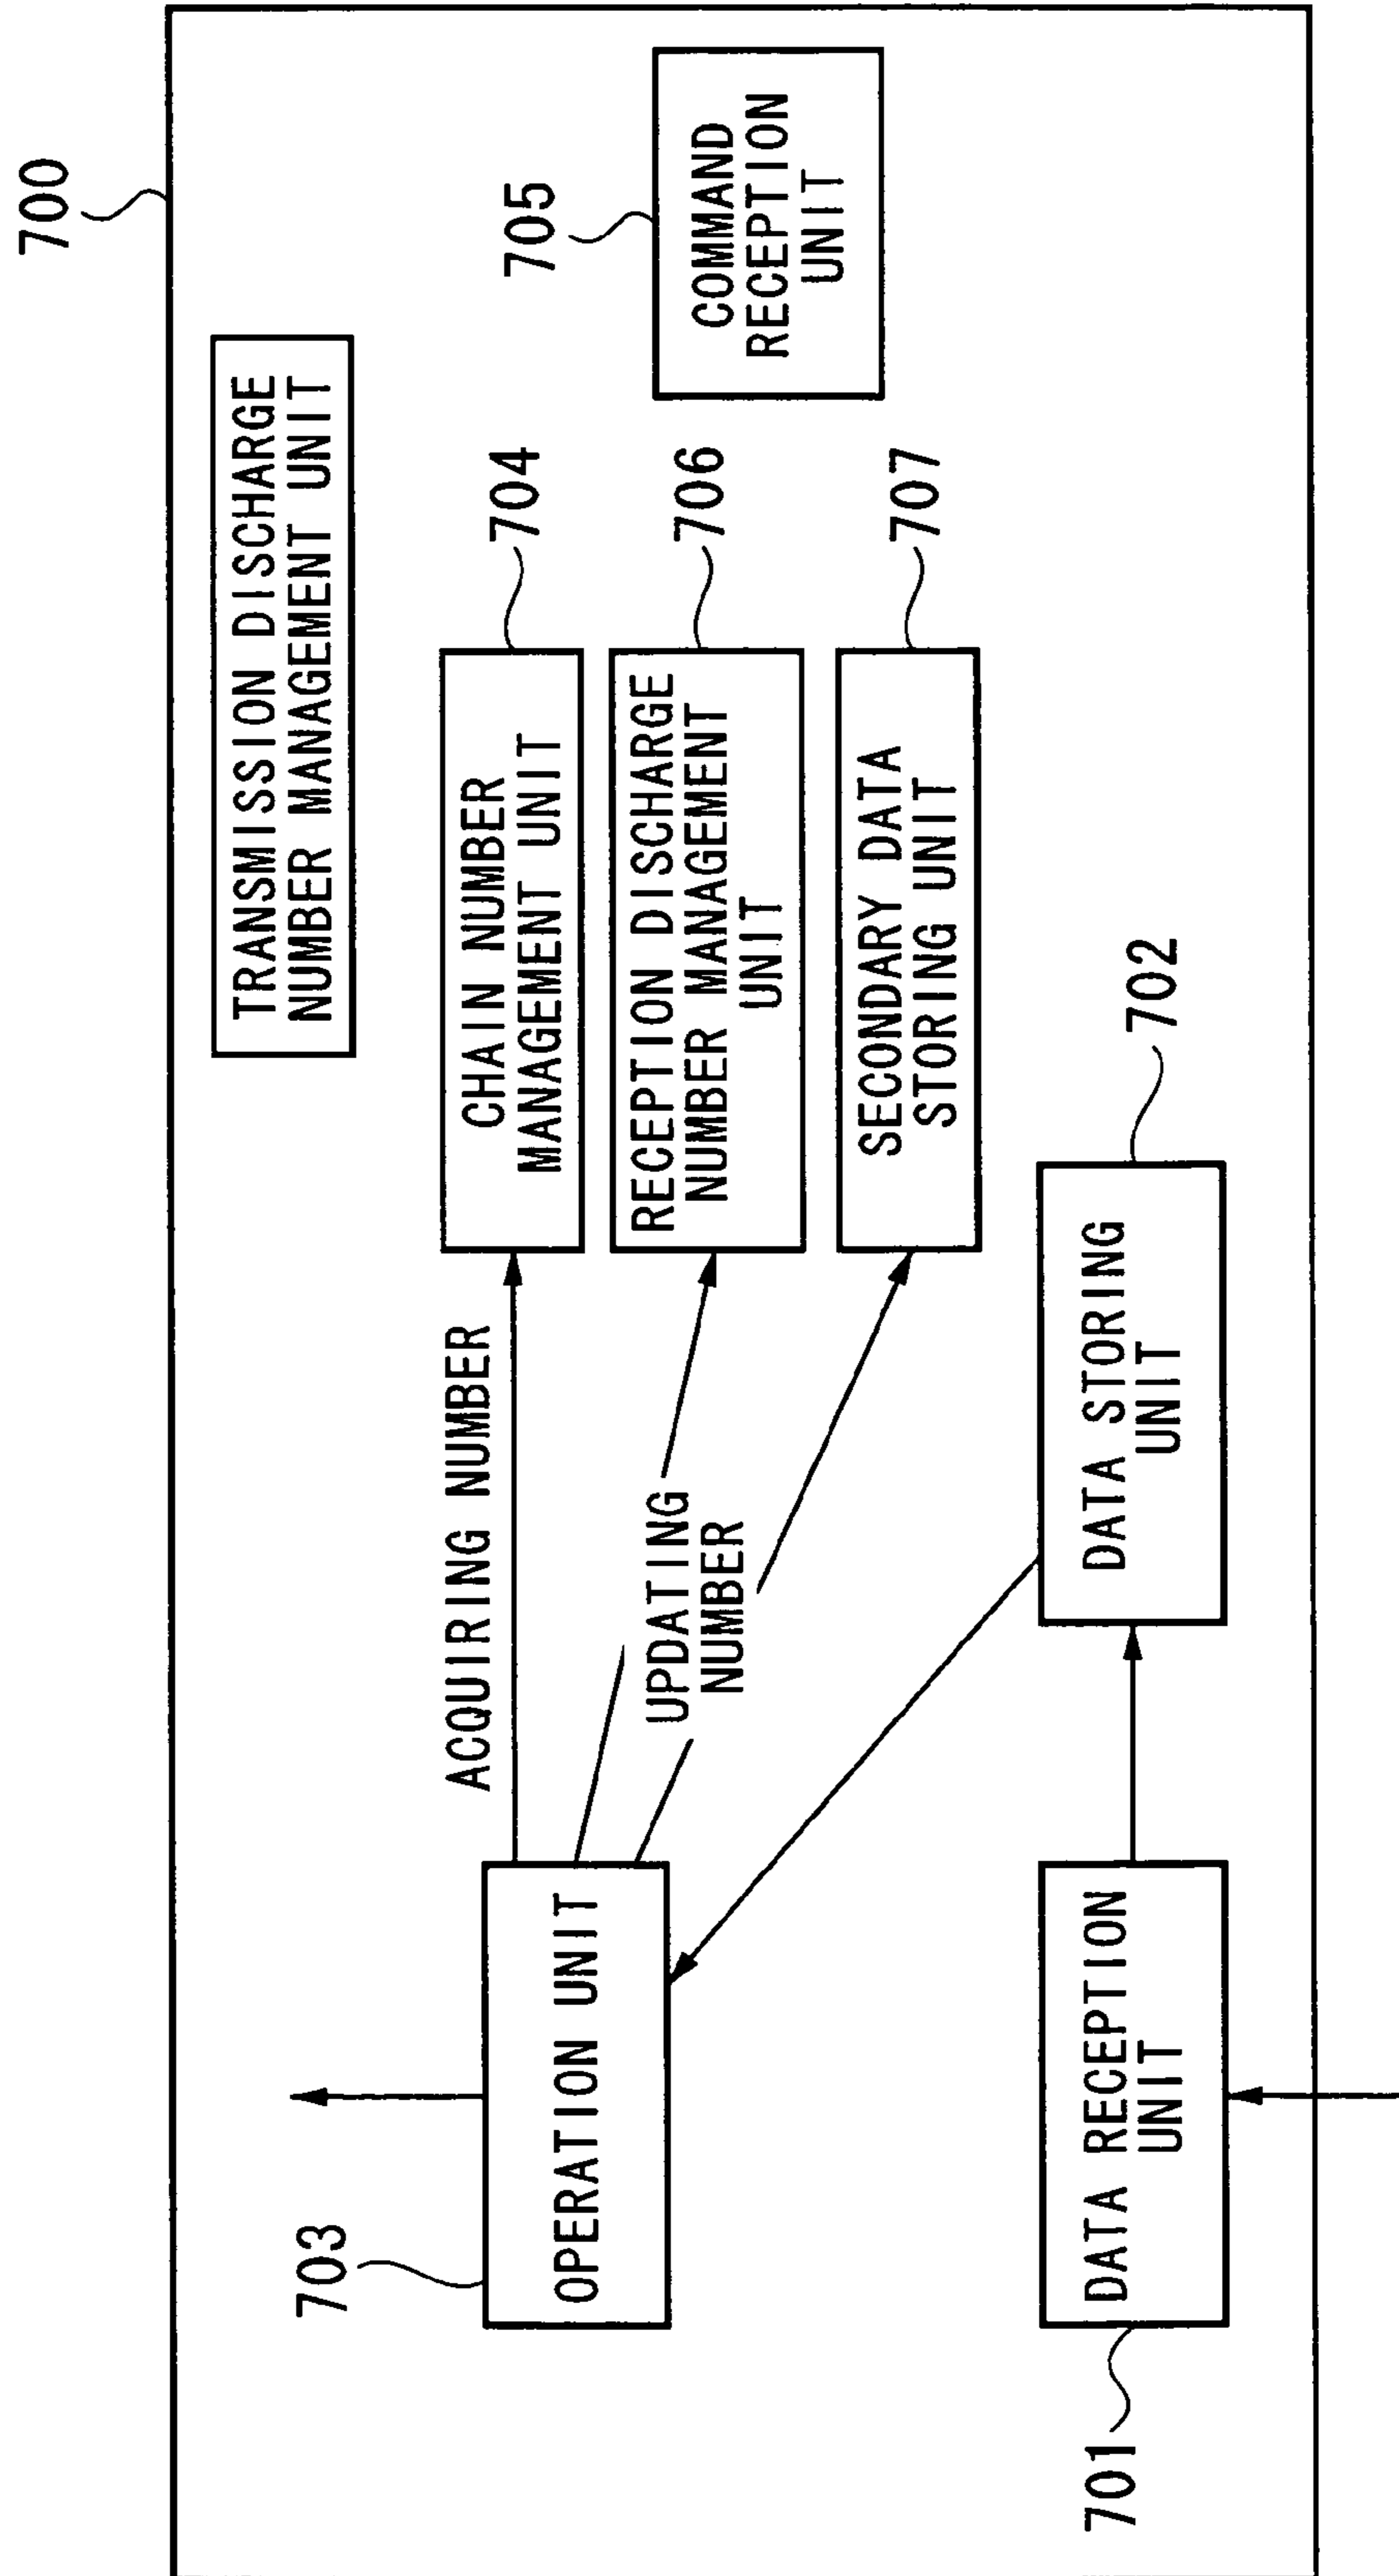 700
TRANSMISSION DISCHARGE
NUMBER MANAGEMENT UNIT
703
OPERATION UNIT
ACQUIRING NUMBER
UPDATING
NUMBER
CHAIN NUMBER
MANAGEMENT UNIT
704
RECEPTION DISCHARGE
NUMBER MANAGEMENT
UNIT
706
SECONDARY DATA
STORING UNIT
707
705
COMMAND
RECEPTION
UNIT
701
DATA RECEPTION
UNIT
DATA STORING
UNIT
702